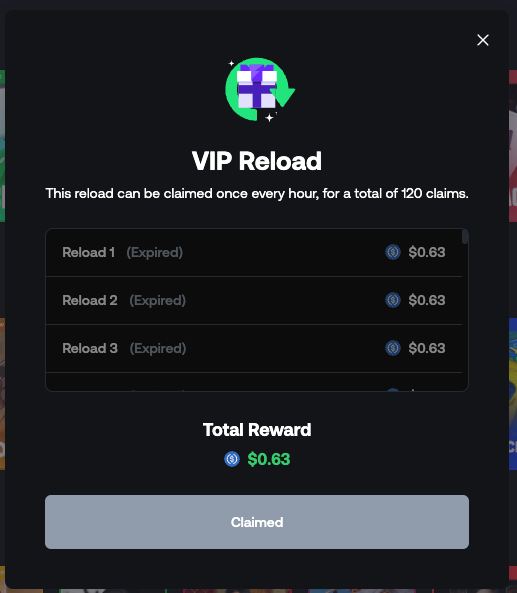 VIP Reload
This reload can be claimed once every hour, for a total of 120 claims.
Reload 1 (Expired) $0.63
Reload 2 (Expired) $0.63
Reload 3 (Expired) $0.63
Total Reward
$0.63
Claimed